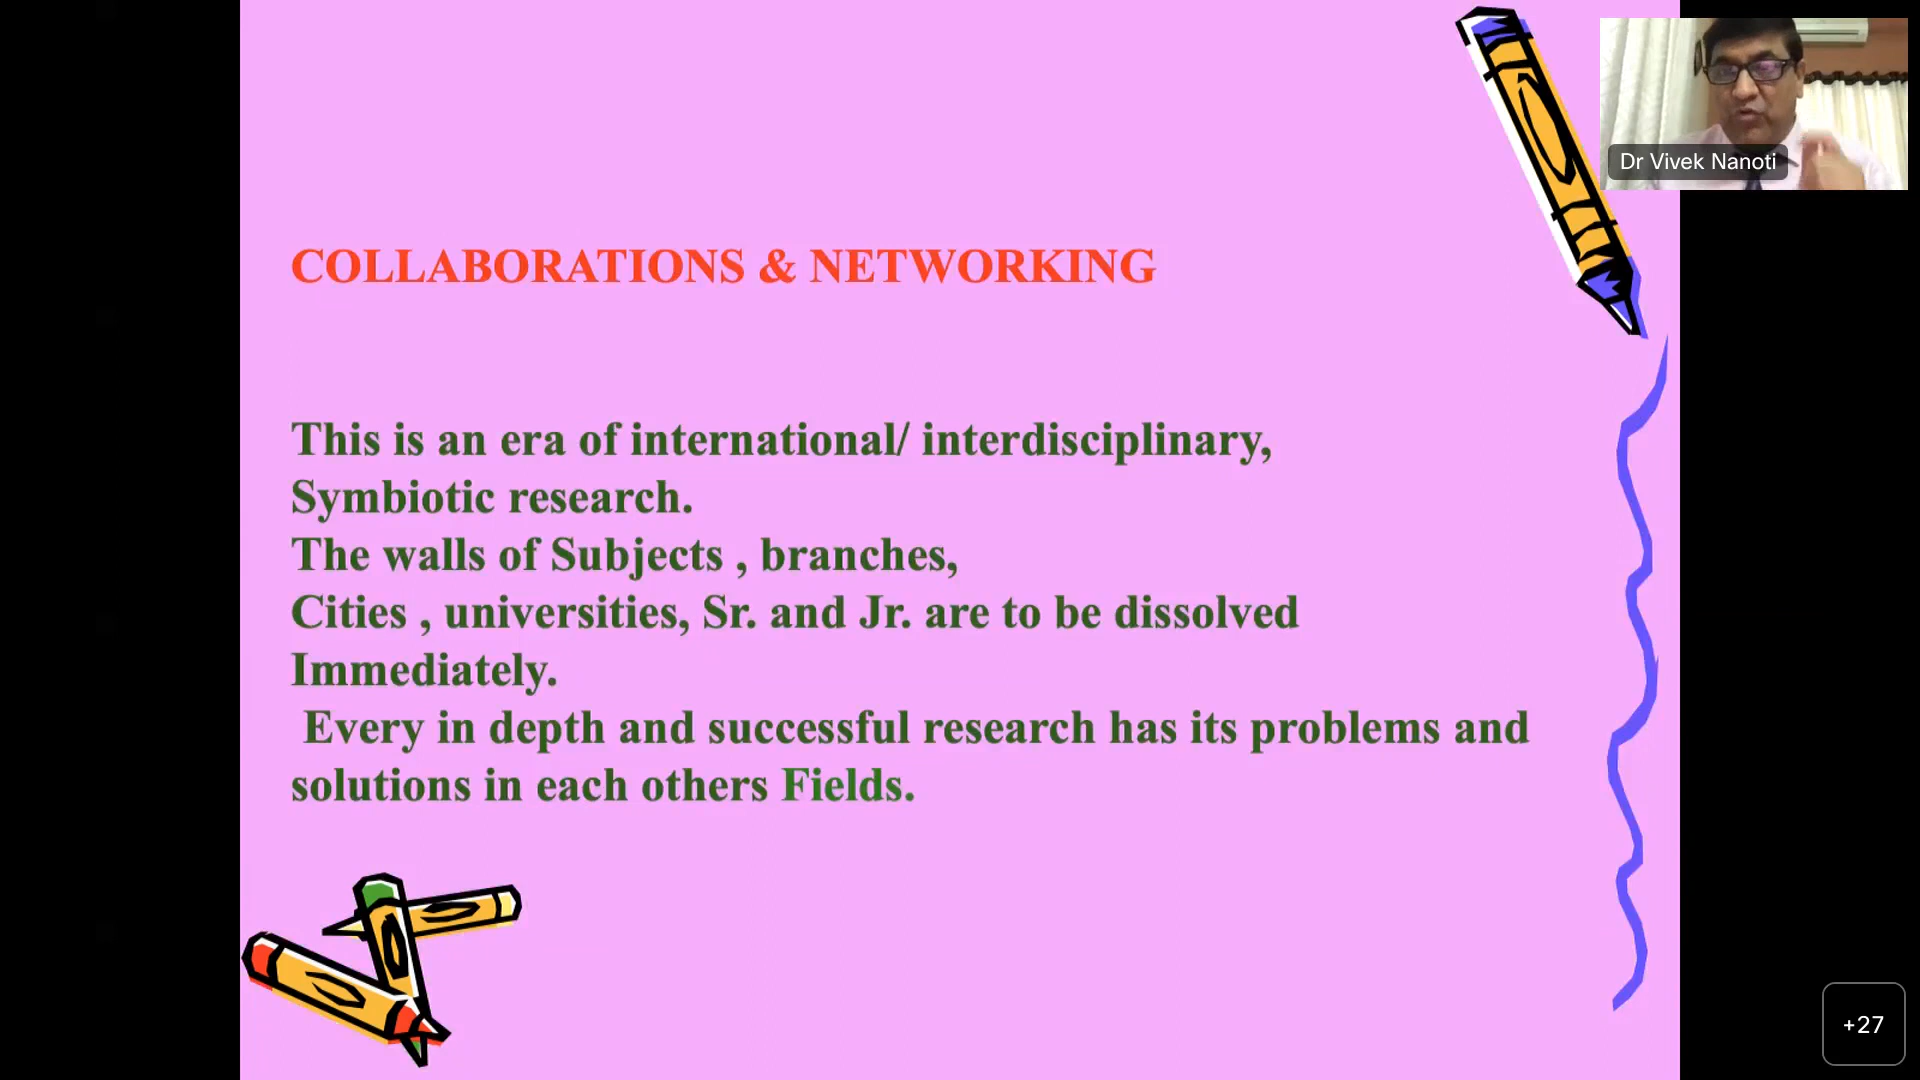 Dr Vivek Nanoti
COLLABORATIONS & NETWORKING
This is an era of international/ interdisciplinary,
Symbiotic research.
The walls of Subjects , branches,
Cities , universities, Sr. and Jr. are to be dissolved
Immediately.
Every in depth and successful research has its problems and
solutions in each others Fields.
+27